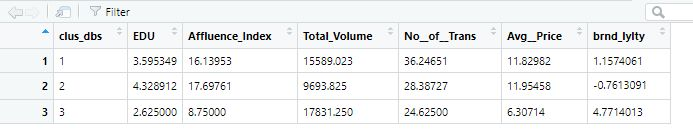 Filter
clus_dbs EDU Affluence_Index Total_Volume No__of__Trans Avg__Price brnd_lylty
1 1 3.595349 16.13953 15589.023 36.24651 11.82982 1.1574061
2 2 4.328912 17.69761 9693.825 28.38727 11.95458 -0.7613091
3 3 2.625000 8.75000 17831.250 24.62500 6.30714 4.7714013